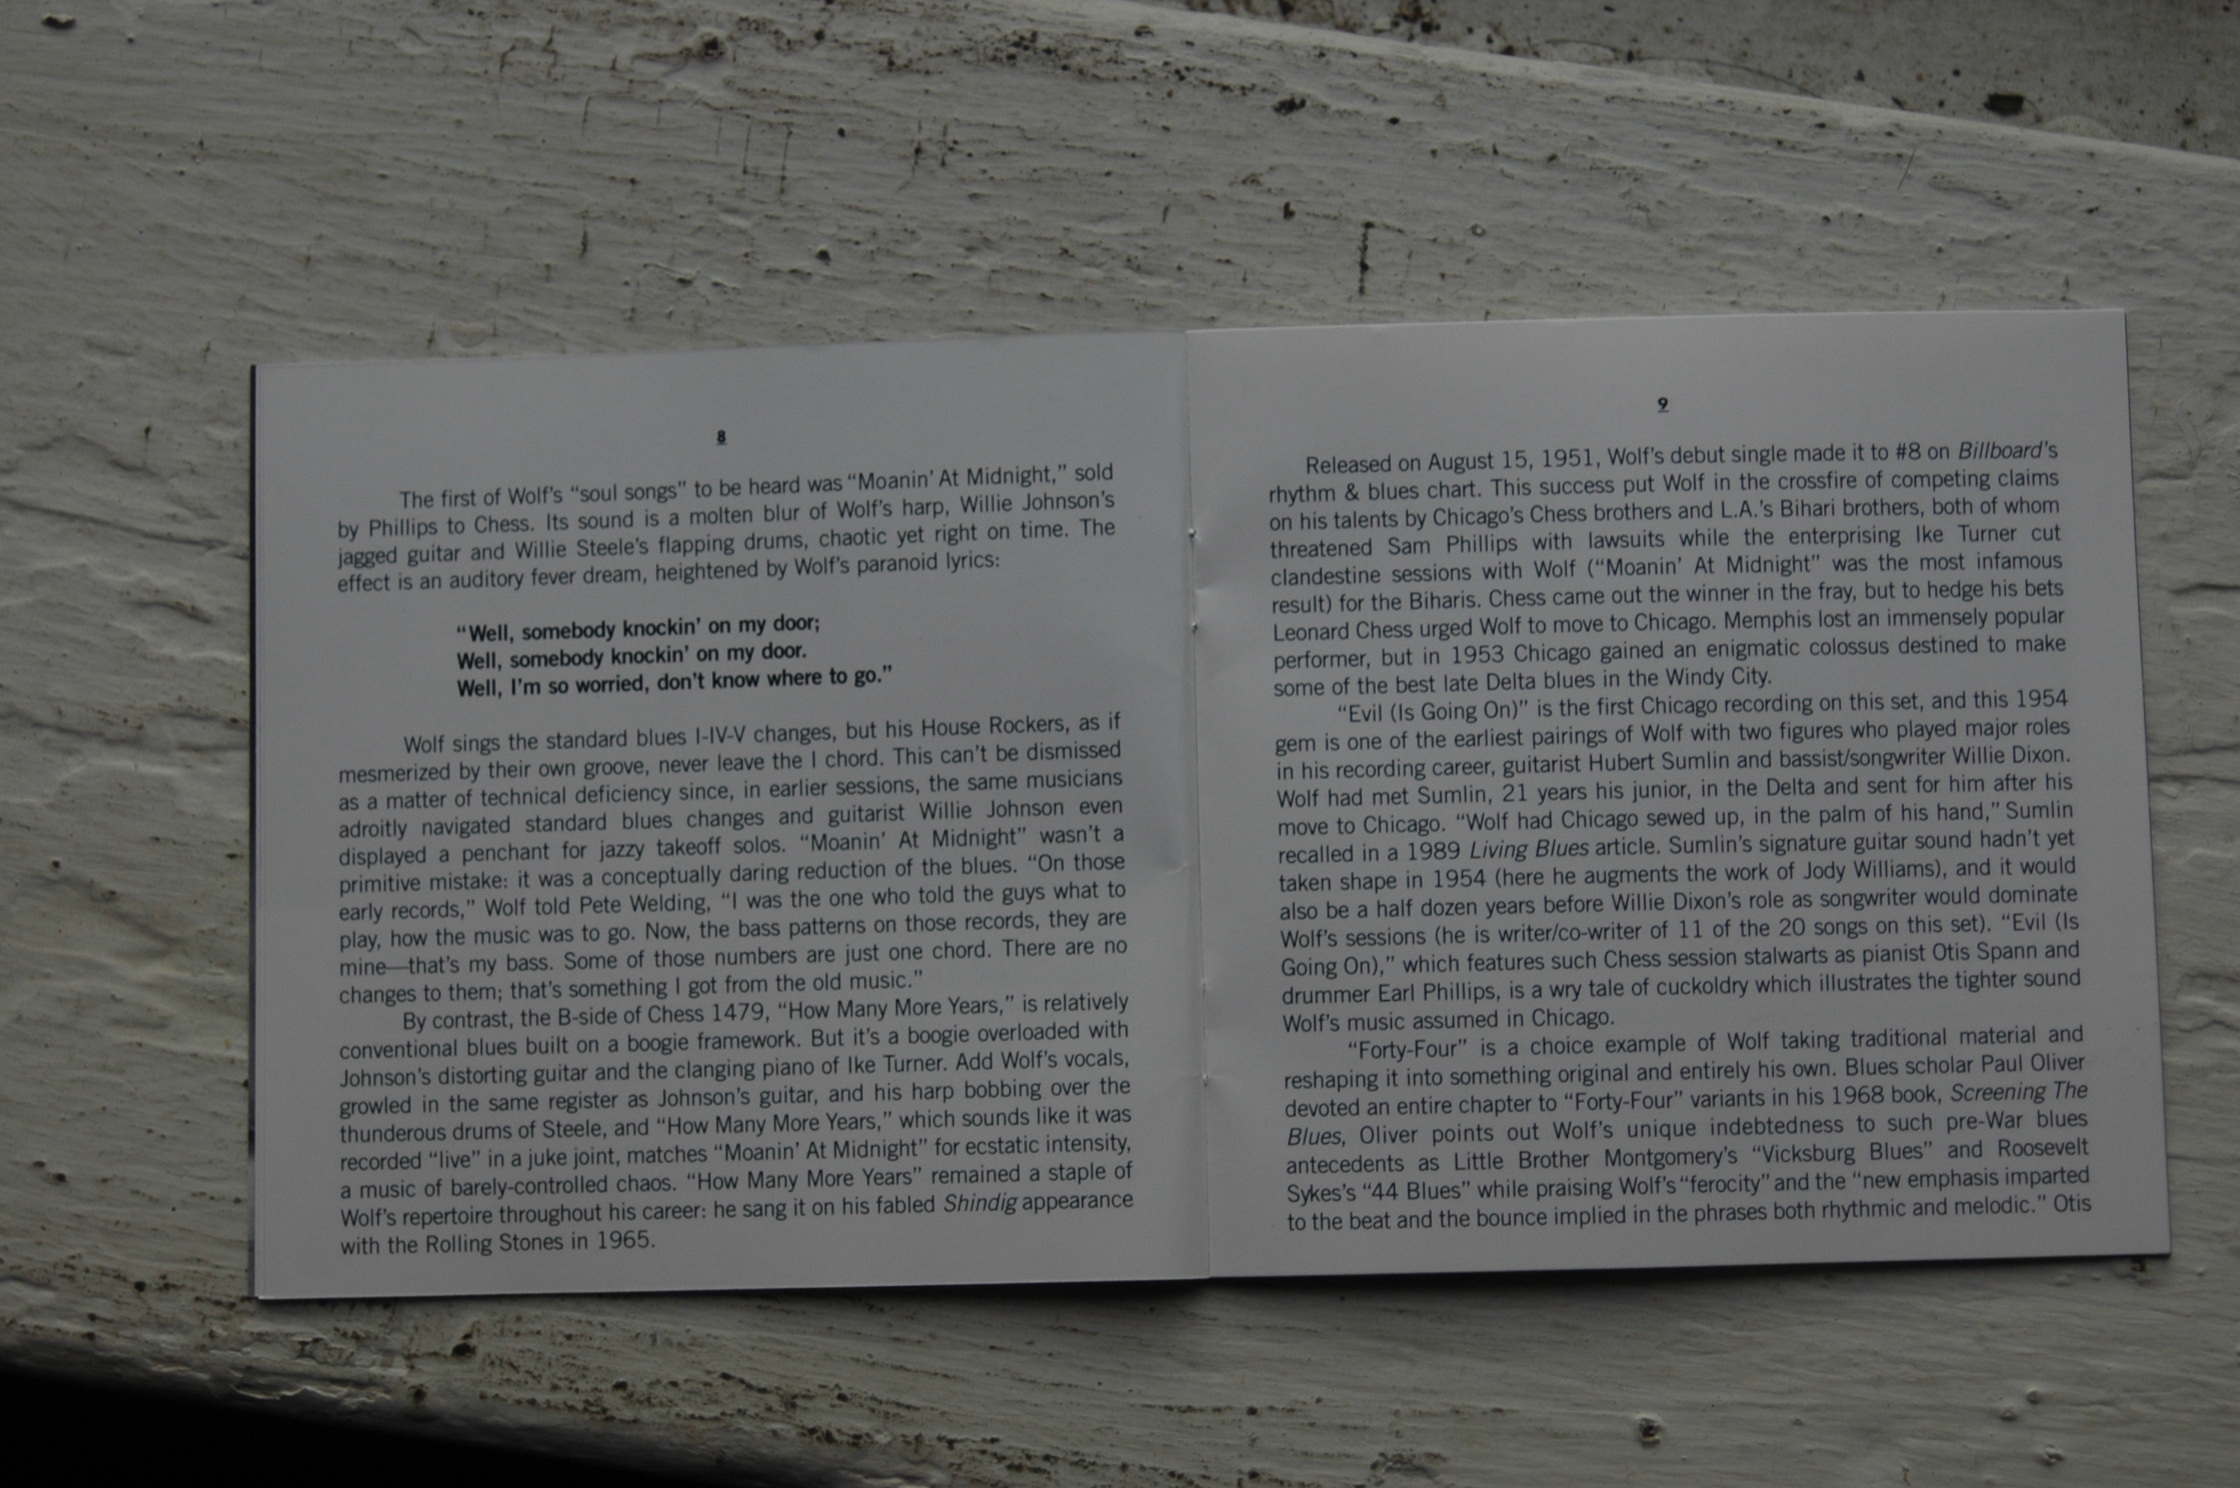 8
The first of Wolf's “soul songs” to be heard was “Moanin' At Midnight,” sold
by Phillips to Chess. Its sound is a molten blur of Wolf's harp, Willie Johnson's
jagged guitar and Willie Steele's flapping drums, chaotic yet right on time. The
effect is an auditory fever dream, heightened by Wolf's paranoid lyrics:
“Well, somebody knockin' on my door;
Well, somebody knockin' on my door.
Well, I'm so worried, don't know where to go.”
Wolf sings the standard blues I-IV-V changes, but his House Rockers, as if
mesmerized by their own groove, never leave the I chord. This can't be dismissed
as a matter of technical deficiency since, in earlier sessions, the same musicians
adroitly navigated standard blues changes and guitarist Willie Johnson even
displayed a penchant for jazzy takeoff solos. “Moanin' At Midnight” wasn't a
primitive mistake: it was a conceptually daring reduction of the blues. “On those
early records,” Wolf told Pete Welding, “I was the one who told the guys what to
play, how the music was to go. Now, the bass patterns on those records, they are
mine—that's my bass. Some of those numbers are just one chord. There are no
changes to them; that's something I got from the old music.”
By contrast, the B-side of Chess 1479, “How Many More Years,” is relatively
conventional blues built on a boogie framework. But it's a boogie overloaded with
Johnson's distorting guitar and the clanging piano of Ike Turner. Add Wolf's vocals,
growled in the same register as Johnson's guitar, and his harp bobbing over the
thunderous drums of Steele, and “How Many More Years,” which sounds like it was
recorded “live” in a juke joint, matches “Moanin' At Midnight” for ecstatic intensity,
a music of barely-controlled chaos. “How Many More Years” remained a staple of
Wolf's repertoire throughout his career: he sang it on his fabled Shindig appearance
with the Rolling Stones in 1965.
9
Released on August 15, 1951, Wolf's debut single made it to #8 on Billboard's
rhythm & blues chart. This success put Wolf in the crossfire of competing claims
on his talents by Chicago's Chess brothers and L.A.'s Bihari brothers, both of whom
threatened Sam Phillips with lawsuits while the enterprising Ike Turner cut
clandestine sessions with Wolf (“Moanin' At Midnight” was the most infamous
result) for the Biharis. Chess came out the winner in the fray, but to hedge his bets
Leonard Chess urged Wolf to move to Chicago. Memphis lost an immensely popular
performer, but in 1953 Chicago gained an enigmatic colossus destined to make
some of the best late Delta blues in the Windy City.
“Evil (Is Going On)” is the first Chicago recording on this set, and this 1954
gem is one of the earliest pairings of Wolf with two figures who played major roles
in his recording career, guitarist Hubert Sumlin and bassist/songwriter Willie Dixon.
Wolf had met Sumlin, 21 years his junior, in the Delta and sent for him after his
move to Chicago. “Wolf had Chicago sewed up, in the palm of his hand,” Sumlin
recalled in a 1989 Living Blues article. Sumlin's signature guitar sound hadn't yet
taken shape in 1954 (here he augments the work of Jody Williams), and it would
also be a half dozen years before Willie Dixon's role as songwriter would dominate
Wolf's sessions (he is writer/co-writer of 11 of the 20 songs on this set). “Evil (Is
Going On),” which features such Chess session stalwarts as pianist Otis Spann and
drummer Earl Phillips, is a wry tale of cuckoldry which illustrates the tighter sound
Wolf's music assumed in Chicago.
“Forty-Four” is a choice example of Wolf taking traditional material and
reshaping it into something original and entirely his own. Blues scholar Paul Oliver
devoted an entire chapter to “Forty-Four” variants in his 1968 book, Screening The
Blues, Oliver points out Wolf's unique indebtedness to such pre-War blues
antecedents as Little Brother Montgomery's “Vicksburg Blues” and Roosevelt
Sykes's “44 Blues” while praising Wolf's “ferocity” and the “new emphasis imparted
to the beat and the bounce implied in the phrases both rhythmic and melodic.” Otis